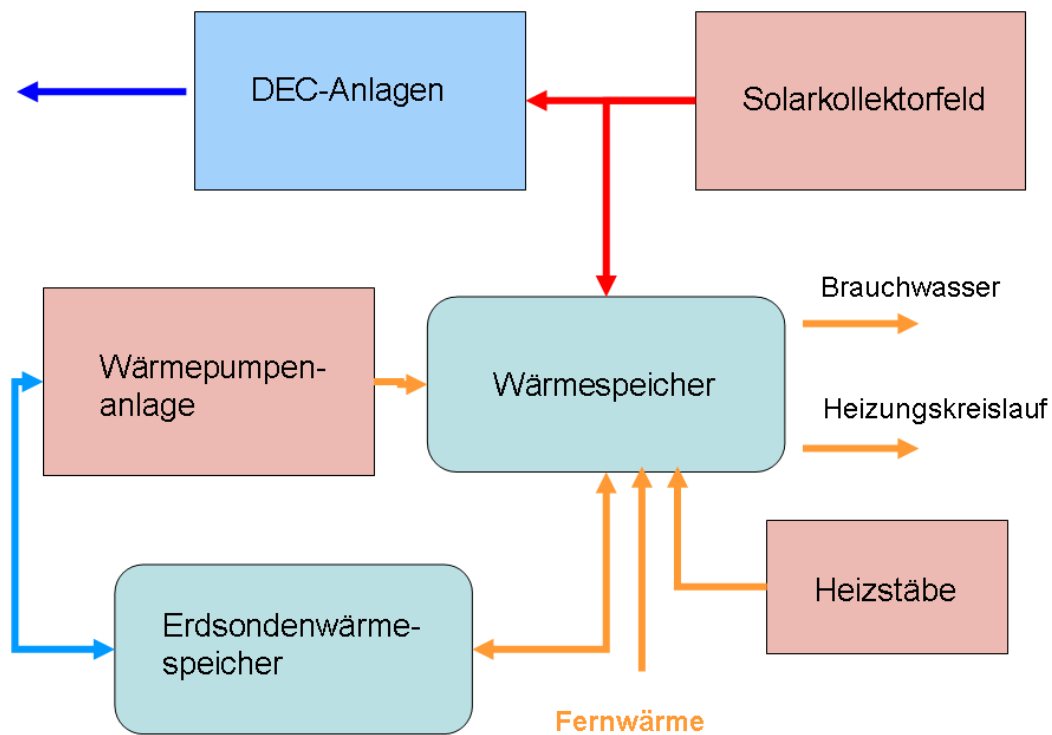 DEC-Anlagen
Solarkollektorfeld
Brauchwasser
Wärmepumpen-
anlage
Wärmespeicher
Heizungskreislauf
Heizstäbe
Erdsondenwärme-
speicher
Fernwärme